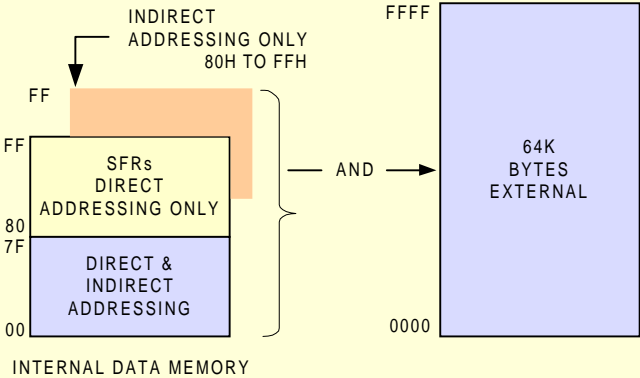 INDIRECT
ADDRESSING ONLY
80H TO FFH
FF
FF
SFRs
DIRECT
ADDRESSING ONLY
80
7F
DIRECT &
INDIRECT
ADDRESSING
00
INTERNAL DATA MEMORY
AND
FFFF
64K
BYTES
EXTERNAL
0000